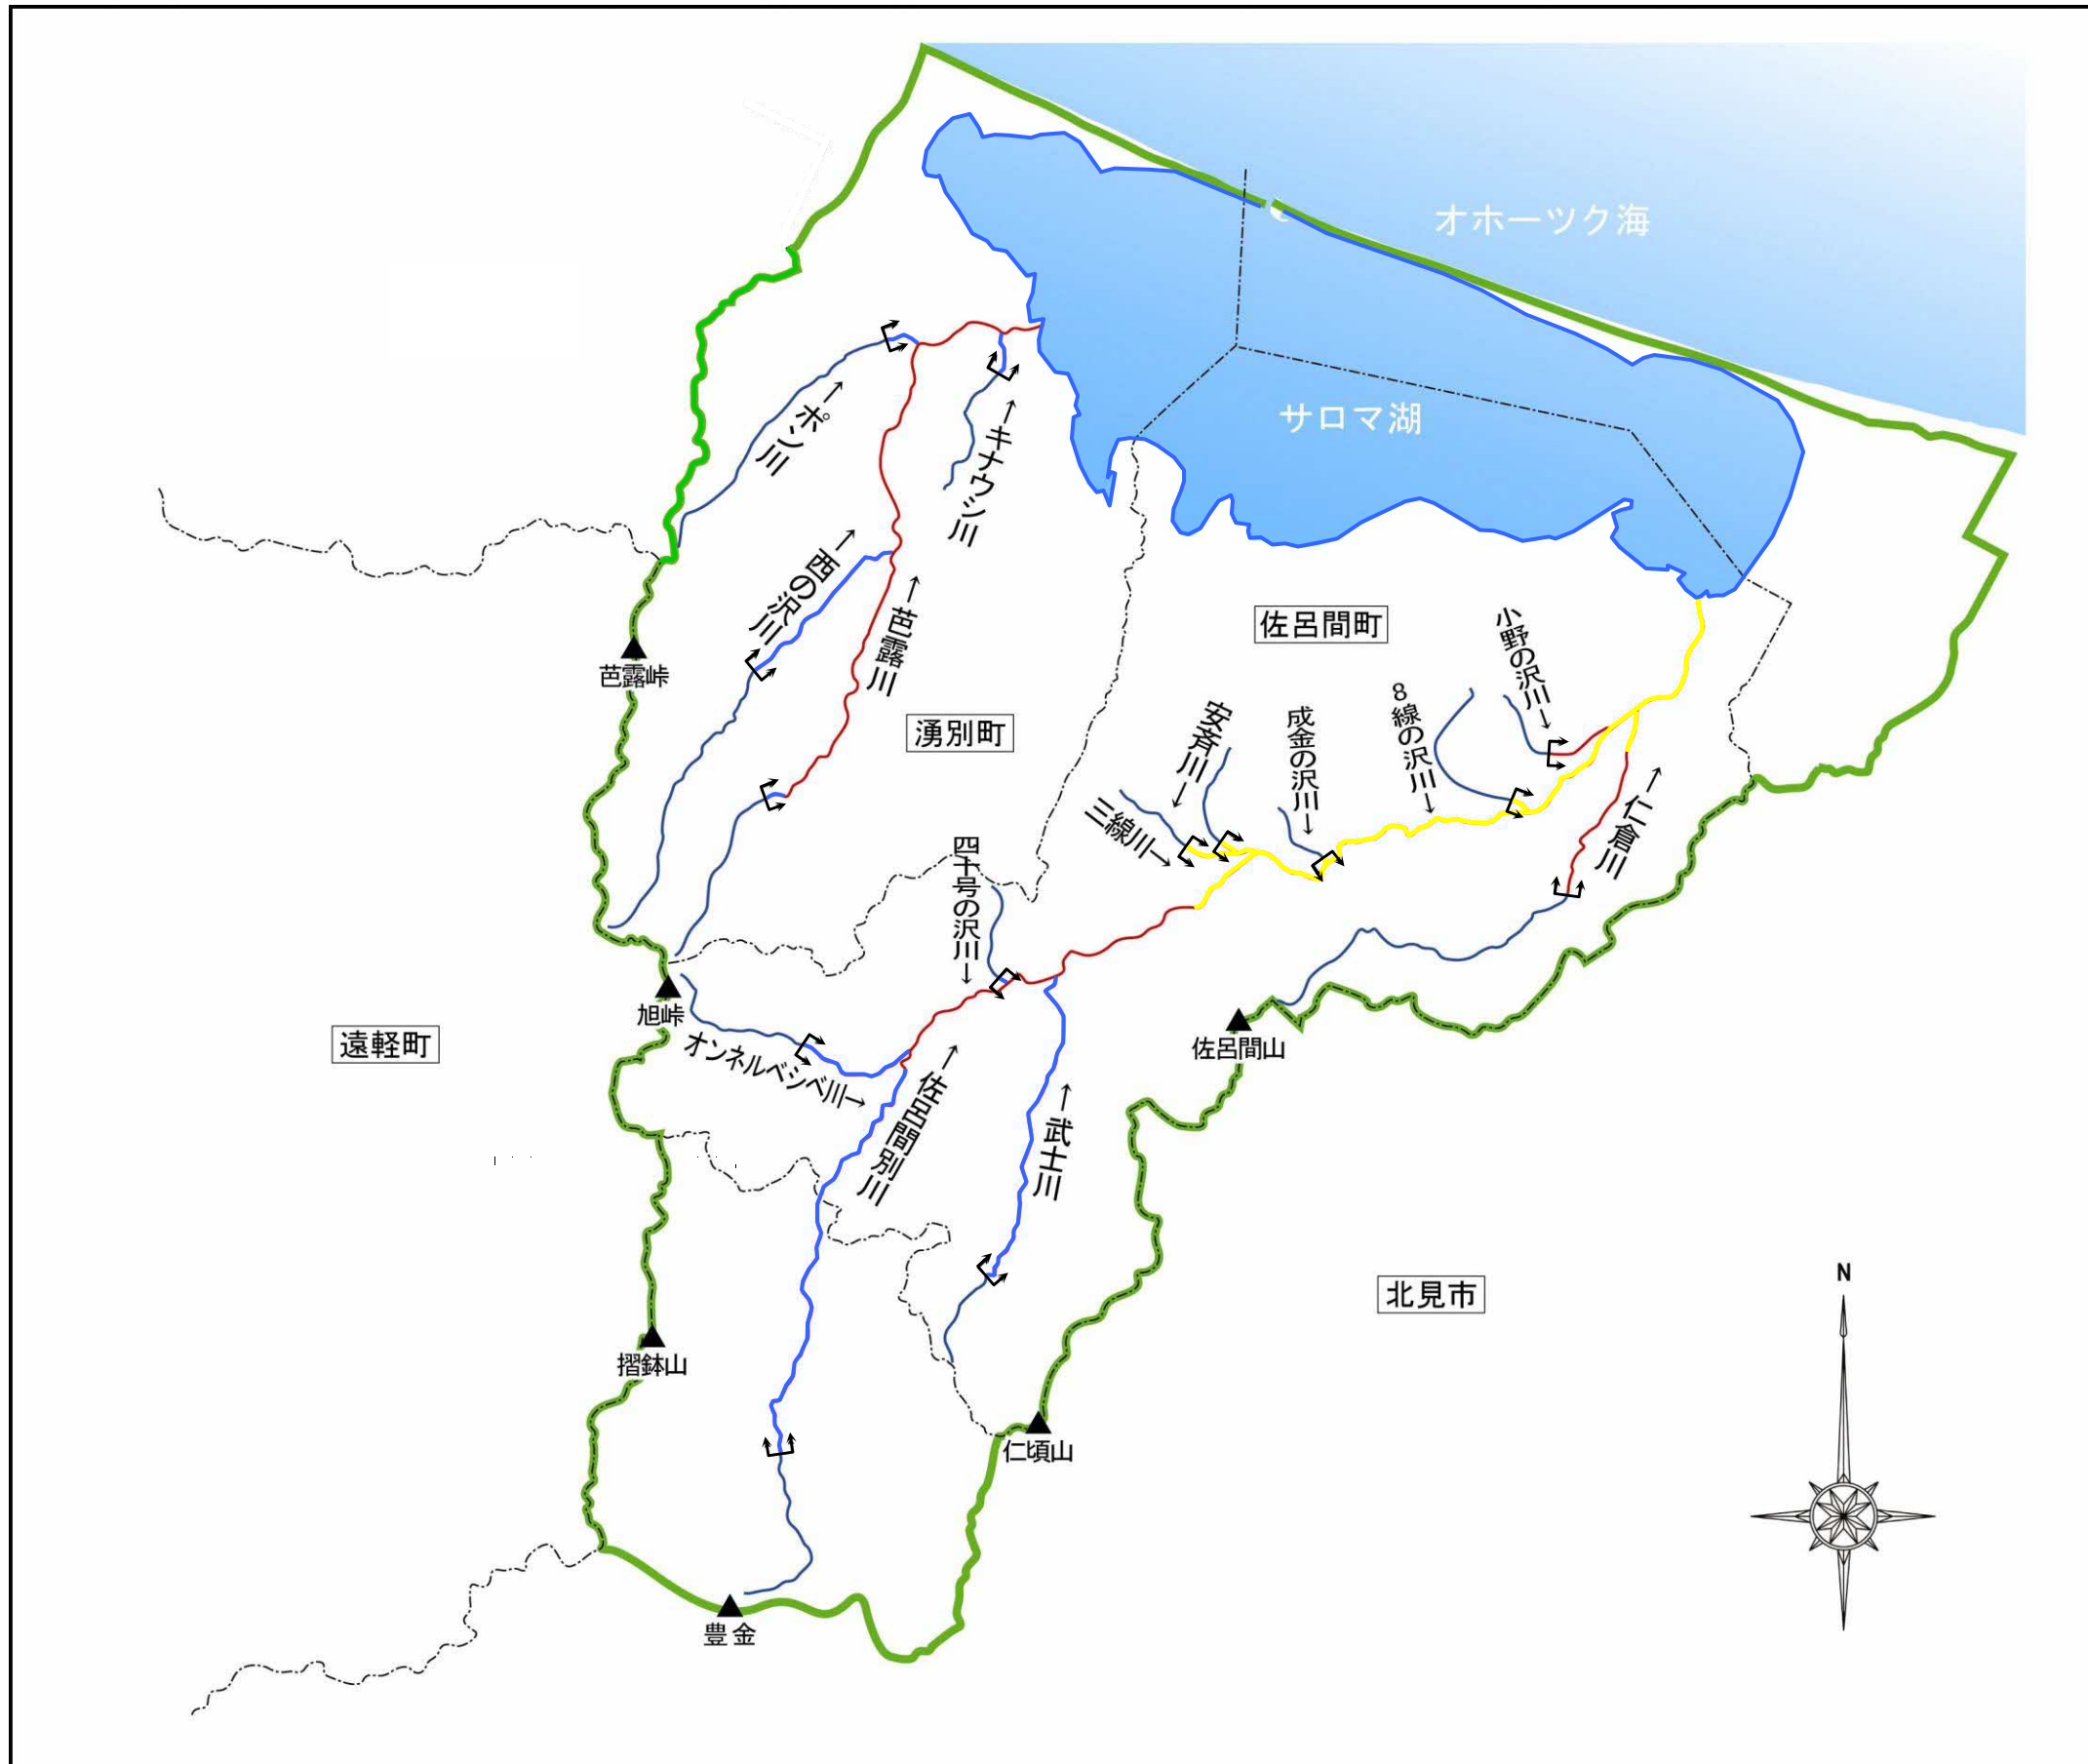 オホーツク海
サロマ湖
←ポン川
←キナウシ川
←西の沢川
←芭露川
佐呂間町
小野の沢川→
芭露峠
8線の沢川→
安斉川→
成金の沢川→
湧別町
←仁倉川
三線川→
四十号の沢川→
旭峠
遠軽町
佐呂間山
オンネルベシベ川→
←佐呂間別川
←武士川
N
北見市
摺鉢山
仁頃山
豊金